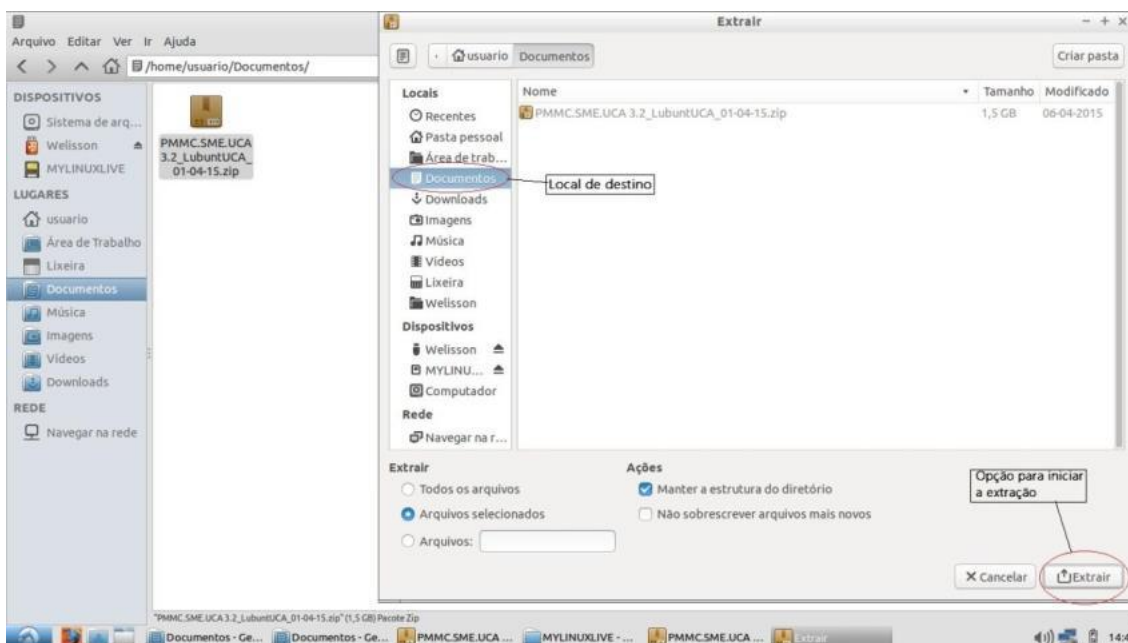 Arquivo Editar Ver Ir Ajuda
/home/usuario/Documentos/
DISPOSITIVOS
Sistema de arq...
Welisson
MYLINUXLIVE
LUGARES
usuario
Área de Trabalho
Lixeira
Documentos
Música
Imagens
Vídeos
Downloads
REDE
Navegar na rede
PMMC.SME.UCA
3.2_LubuntUCA_
01-04-15.zip
"PMMC.SME.UCA 3.2_LubuntUCA_01-04-15.zip" (1,5 GB) Pacote Zip
Extrair
usuario Documentos
Criar pasta
Locais
Recentes
Pasta pessoal
Área de trab...
Documentos
Downloads
Imagens
Música
Vídeos
Lixeira
Welisson
Dispositivos
Welisson
MYLINU...
Computador
Rede
Navegar na r...
Nome Tamanho Modificado
PMMC.SME.UCA 3.2_LubuntUCA_01-04-15.zip 1,5 GB 06-04-2015
Local de destino
Extrair
Todos os arquivos
Arquivos selecionados
Arquivos:
Ações
Manter a estrutura do diretório
Não sobrescrever arquivos mais novos
Opção para iniciar
a extração
Cancelar
Extrair
Documentos - Ge... Documentos - Ge... PMMC.SME.UCA ... MYLINUXLIVE - ... PMMC.SME.UCA ... Extrair